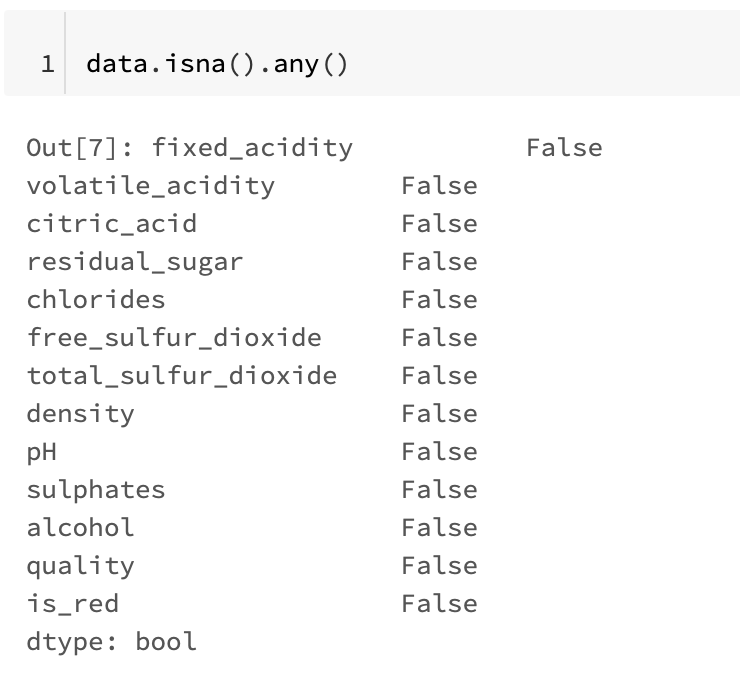 1 data.isna().any()
Out[7]: fixed_acidity False
volatile_acidity False
citric_acid False
residual_sugar False
chlorides False
free_sulfur_dioxide False
total_sulfur_dioxide False
density False
pH False
sulphates False
alcohol False
quality False
is_red False
dtype: bool